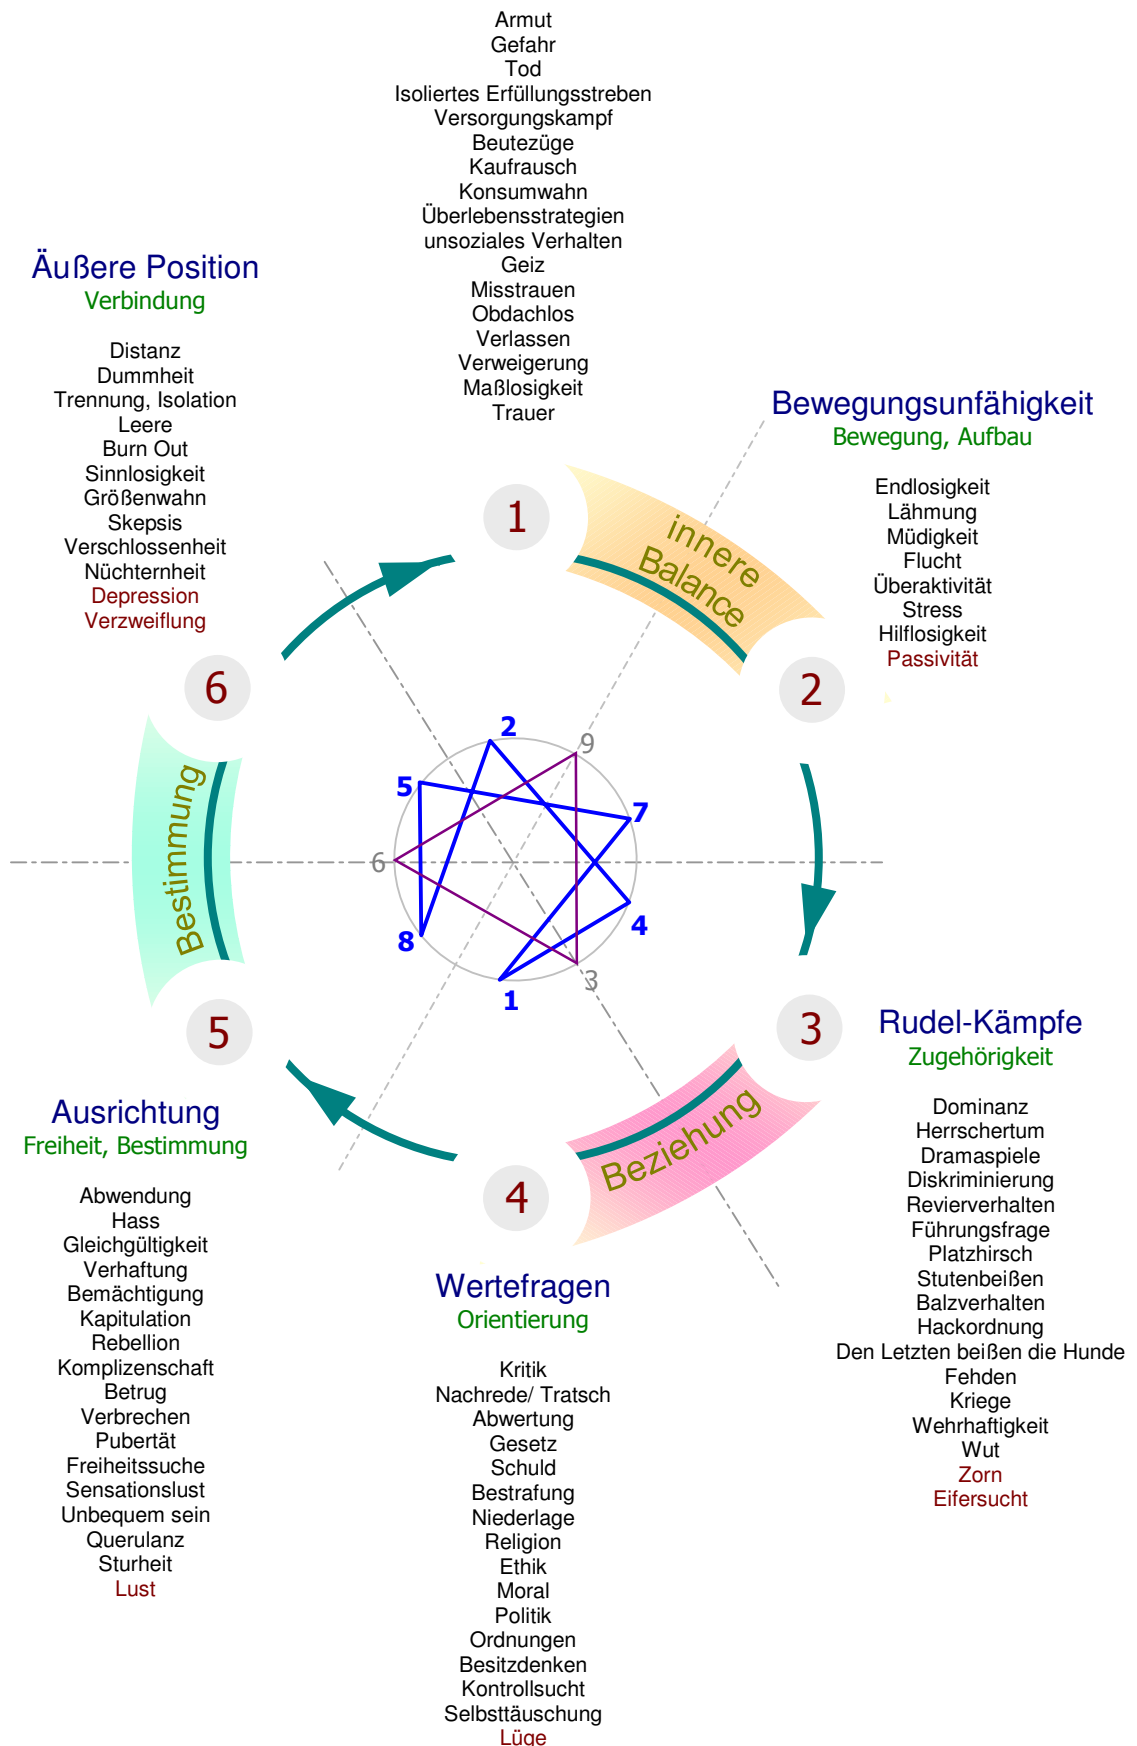 Armut
Gefahr
Tod
Isoliertes Erfüllungsstreben
Versorgungskampf
Beutezüge
Kaufrausch
Konsumwahn
Überlebensstrategien
unsoziales Verhalten
Geiz
Misstrauen
Obdachlos
Verlassen
Verweigerung
Maßlosigkeit
Trauer
Äußere Position
Verbindung
Distanz
Dummheit
Trennung, Isolation
Leere
Burn Out
Sinnlosigkeit
Größenwahn
Skepsis
Verschlossenheit
Nüchternheit
Depression
Verzweiflung
Bewegungsunfähigkeit
Bewegung, Aufbau
Endlosigkeit
Lähmung
Müdigkeit
Flucht
Überaktivität
Stress
Hilflosigkeit
Passivität
1
innere
Balance
2
6
Bestimmung
2
9
5
7
6
4
8
3
1
5
3
Beziehung
4
Rudel-Kämpfe
Zugehörigkeit
Dominanz
Herrschertum
Dramaspiele
Diskriminierung
Revierverhalten
Führungsfrage
Platzhirsch
Stutenbeißen
Balzverhalten
Hackordnung
Den Letzten beißen die Hunde
Fehden
Kriege
Wehrhaftigkeit
Wut
Zorn
Eifersucht
Ausrichtung
Freiheit, Bestimmung
Abwendung
Hass
Gleichgültigkeit
Verhaftung
Bemächtigung
Kapitulation
Rebellion
Komplizenschaft
Betrug
Verbrechen
Pubertät
Freiheitssuche
Sensationslust
Unbequem sein
Querulanz
Sturheit
Lust
Wertefragen
Orientierung
Kritik
Nachrede/ Tratsch
Abwertung
Gesetz
Schuld
Bestrafung
Niederlage
Religion
Ethik
Moral
Politik
Ordnungen
Besitzdenken
Kontrollsucht
Selbsttäuschung
Lüge